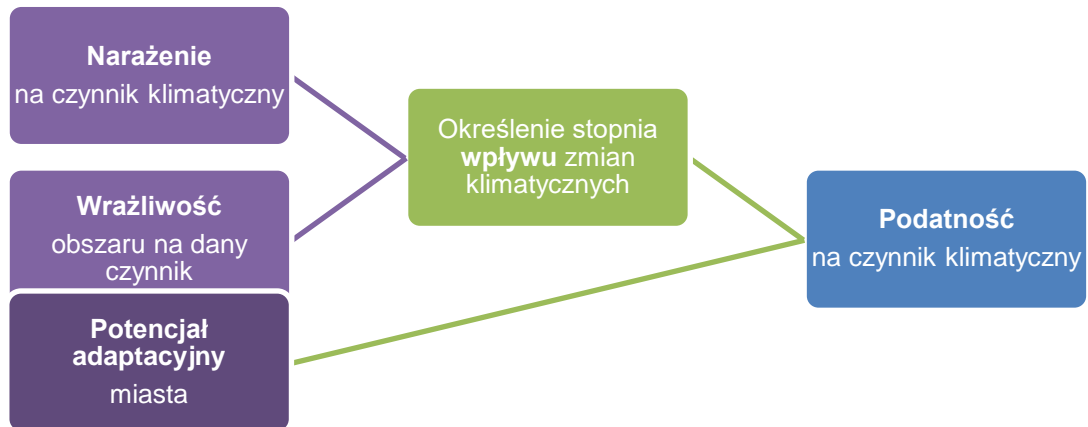 Narażenie
na czynnik klimatyczny
Wrażliwość
obszaru na dany
czynnik
Potencjał
adaptacyjny
miasta
Określenie stopnia
wpływu zmian
klimatycznych
Podatność
na czynnik klimatyczny